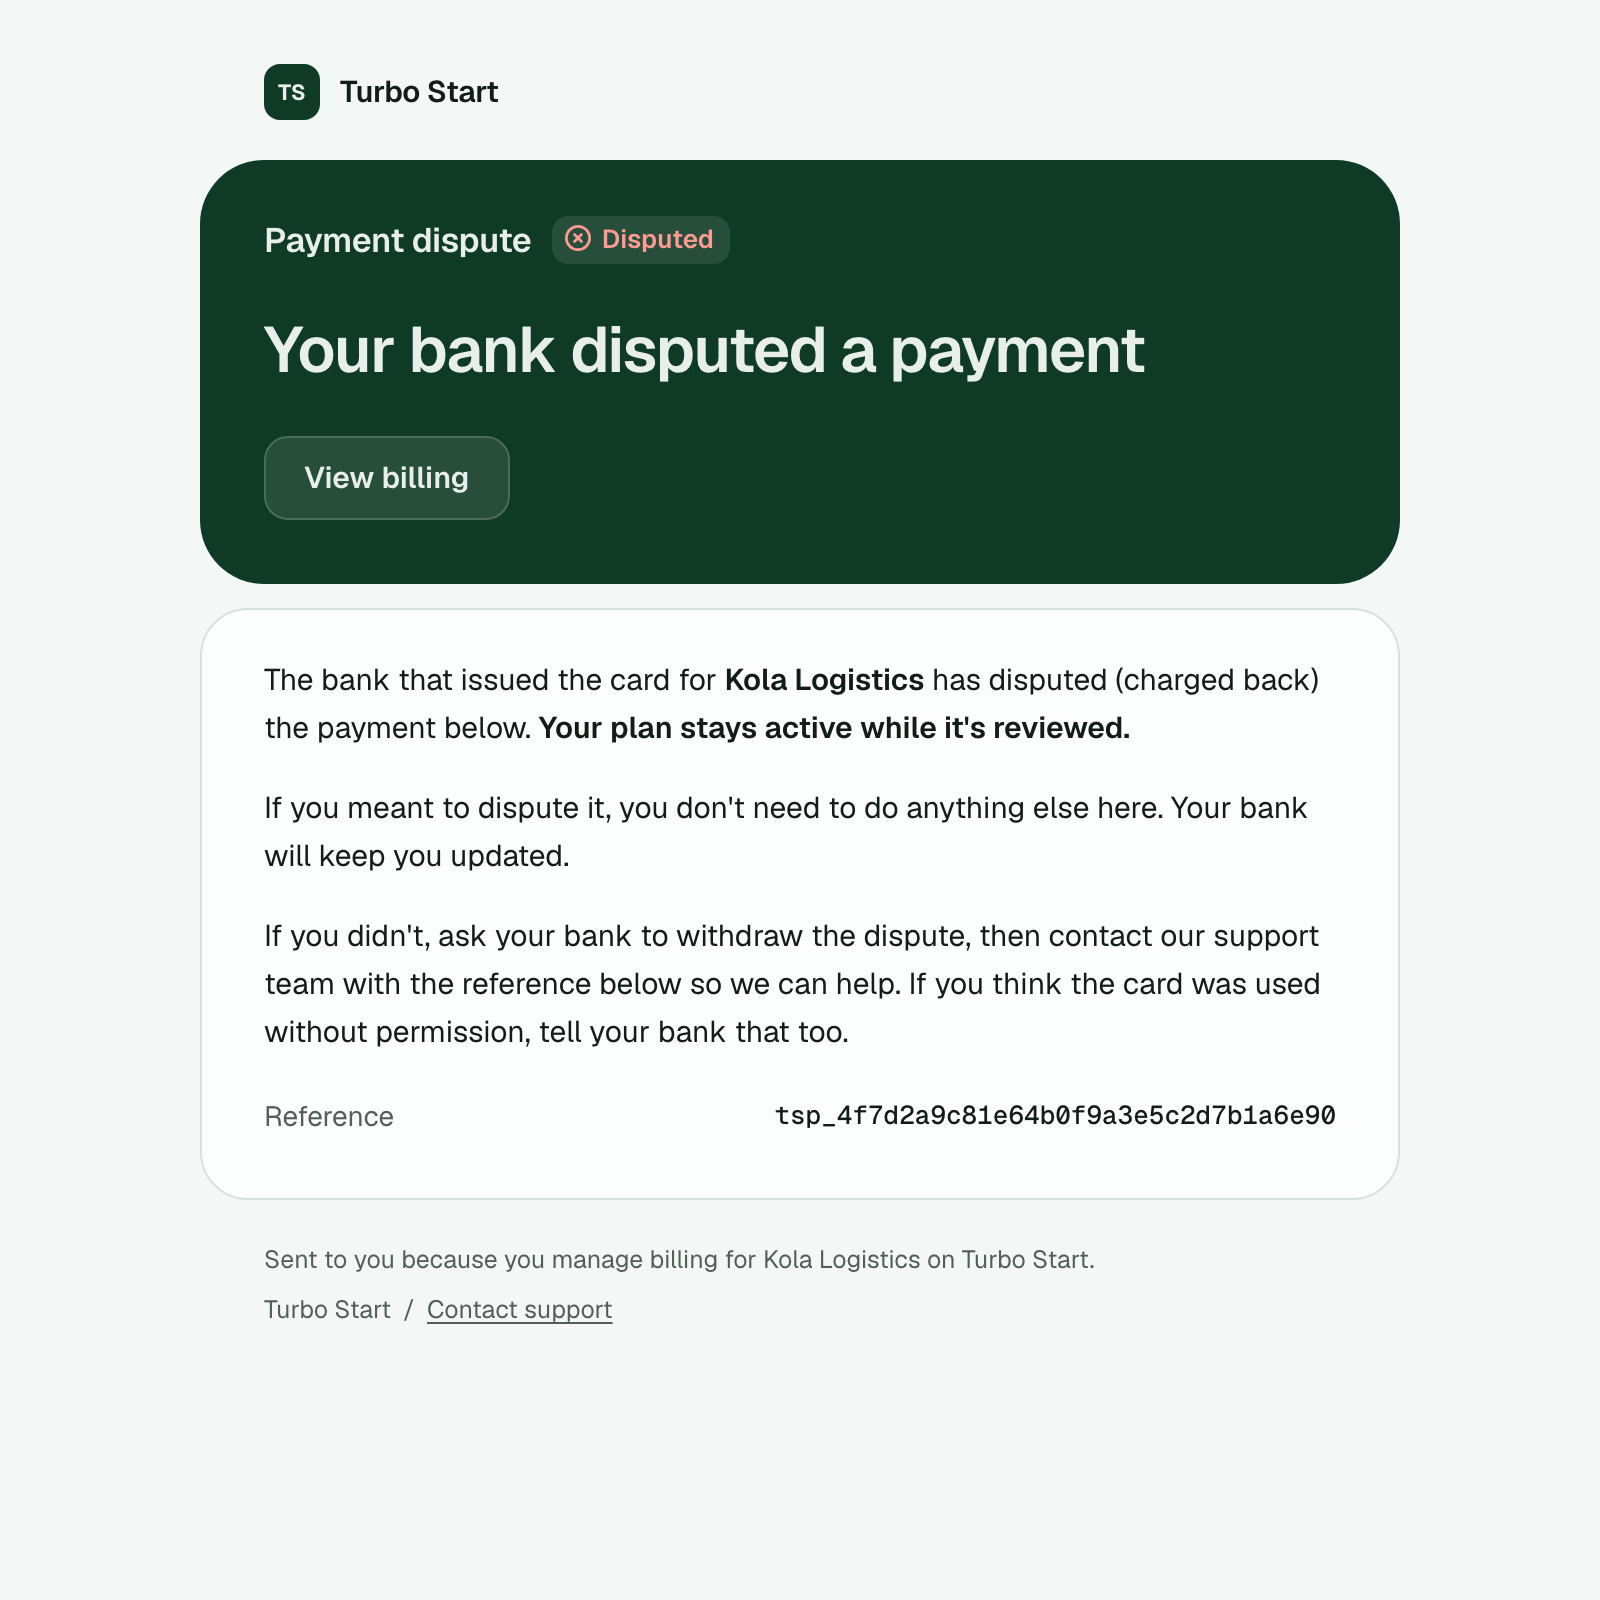 TS
Turbo Start
Payment dispute
Disputed
Your bank disputed a payment
View billing
The bank that issued the card for Kola Logistics has disputed (charged back)
the payment below. Your plan stays active while it's reviewed.
If you meant to dispute it, you don't need to do anything else here. Your bank
will keep you updated.
If you didn't, ask your bank to withdraw the dispute, then contact our support
team with the reference below so we can help. If you think the card was used
without permission, tell your bank that too.
Reference
tsp_4f7d2a9c81e64b0f9a3e5c2d7b1a6e90
Sent to you because you manage billing for Kola Logistics on Turbo Start.
Turbo Start / Contact support